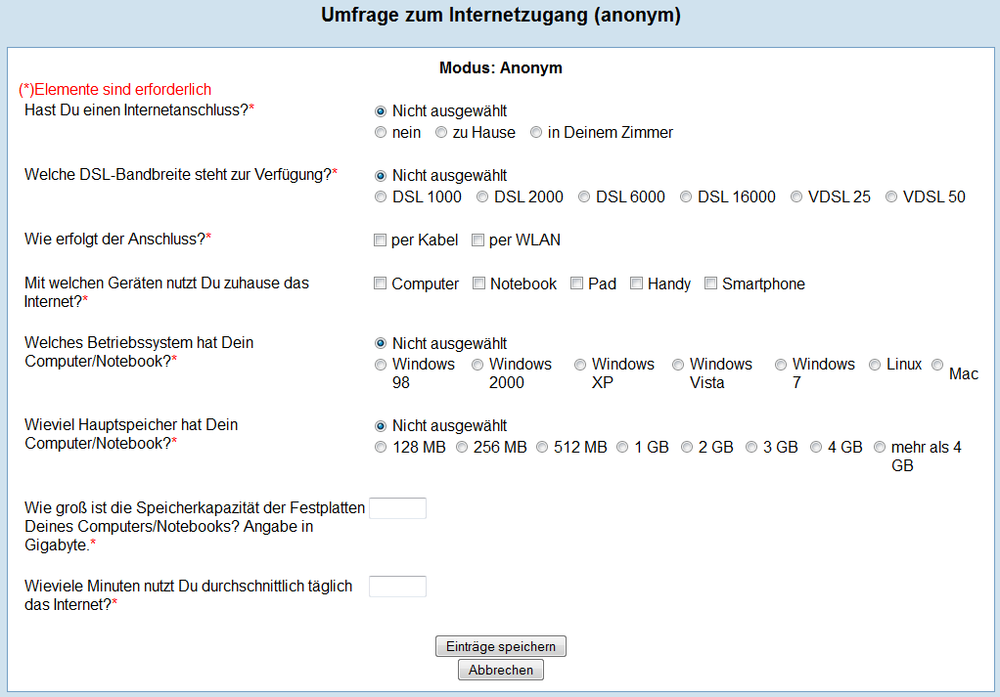 Umfrage zum Internetzugang (anonym)
Modus: Anonym
(*)Elemente sind erforderlich
Hast Du einen Internetanschluss?*
Nicht ausgewählt
nein zu Hause in Deinem Zimmer
Welche DSL-Bandbreite steht zur Verfügung?*
Nicht ausgewählt
DSL 1000 DSL 2000 DSL 6000 DSL 16000 VDSL 25 VDSL 50
Wie erfolgt der Anschluss?*
per Kabel per WLAN
Mit welchen Geräten nutzt Du zuhause das
Internet?*
Computer Notebook Pad Handy Smartphone
Welches Betriebssystem hat Dein
Computer/Notebook?*
Nicht ausgewählt
Windows 98 Windows 2000 Windows XP Windows Vista Windows 7 Linux Mac
Wieviel Hauptspeicher hat Dein
Computer/Notebook?*
Nicht ausgewählt
128 MB 256 MB 512 MB 1 GB 2 GB 3 GB 4 GB mehr als 4 GB
Wie groß ist die Speicherkapazität der Festplatten
Deines Computers/Notebooks? Angabe in
Gigabyte.*
Wieviele Minuten nutzt Du durchschnittlich täglich
das Internet?*
Einträge speichern
Abbrechen